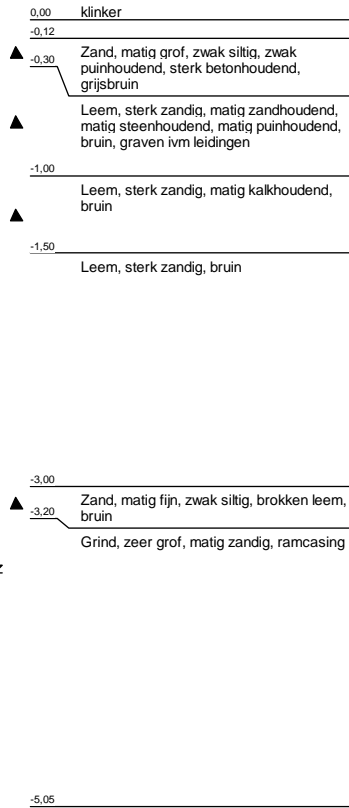 0,00 klinker
-0,12
Zand, matig grof, zwak siltig, zwak
-0,30 puinhoudend, sterk betonhoudend,
grijsbruin
Leem, sterk zandig, matig zandhoudend,
matig steenhoudend, matig puinhoudend,
bruin, graven ivm leidingen
-1,00
Leem, sterk zandig, matig kalkhoudend,
bruin
-1,50
Leem, sterk zandig, bruin
-3,00
Zand, matig fijn, zwak siltig, brokken leem,
-3,20 bruin
Grind, zeer grof, matig zandig, ramcasing
z
-5,05